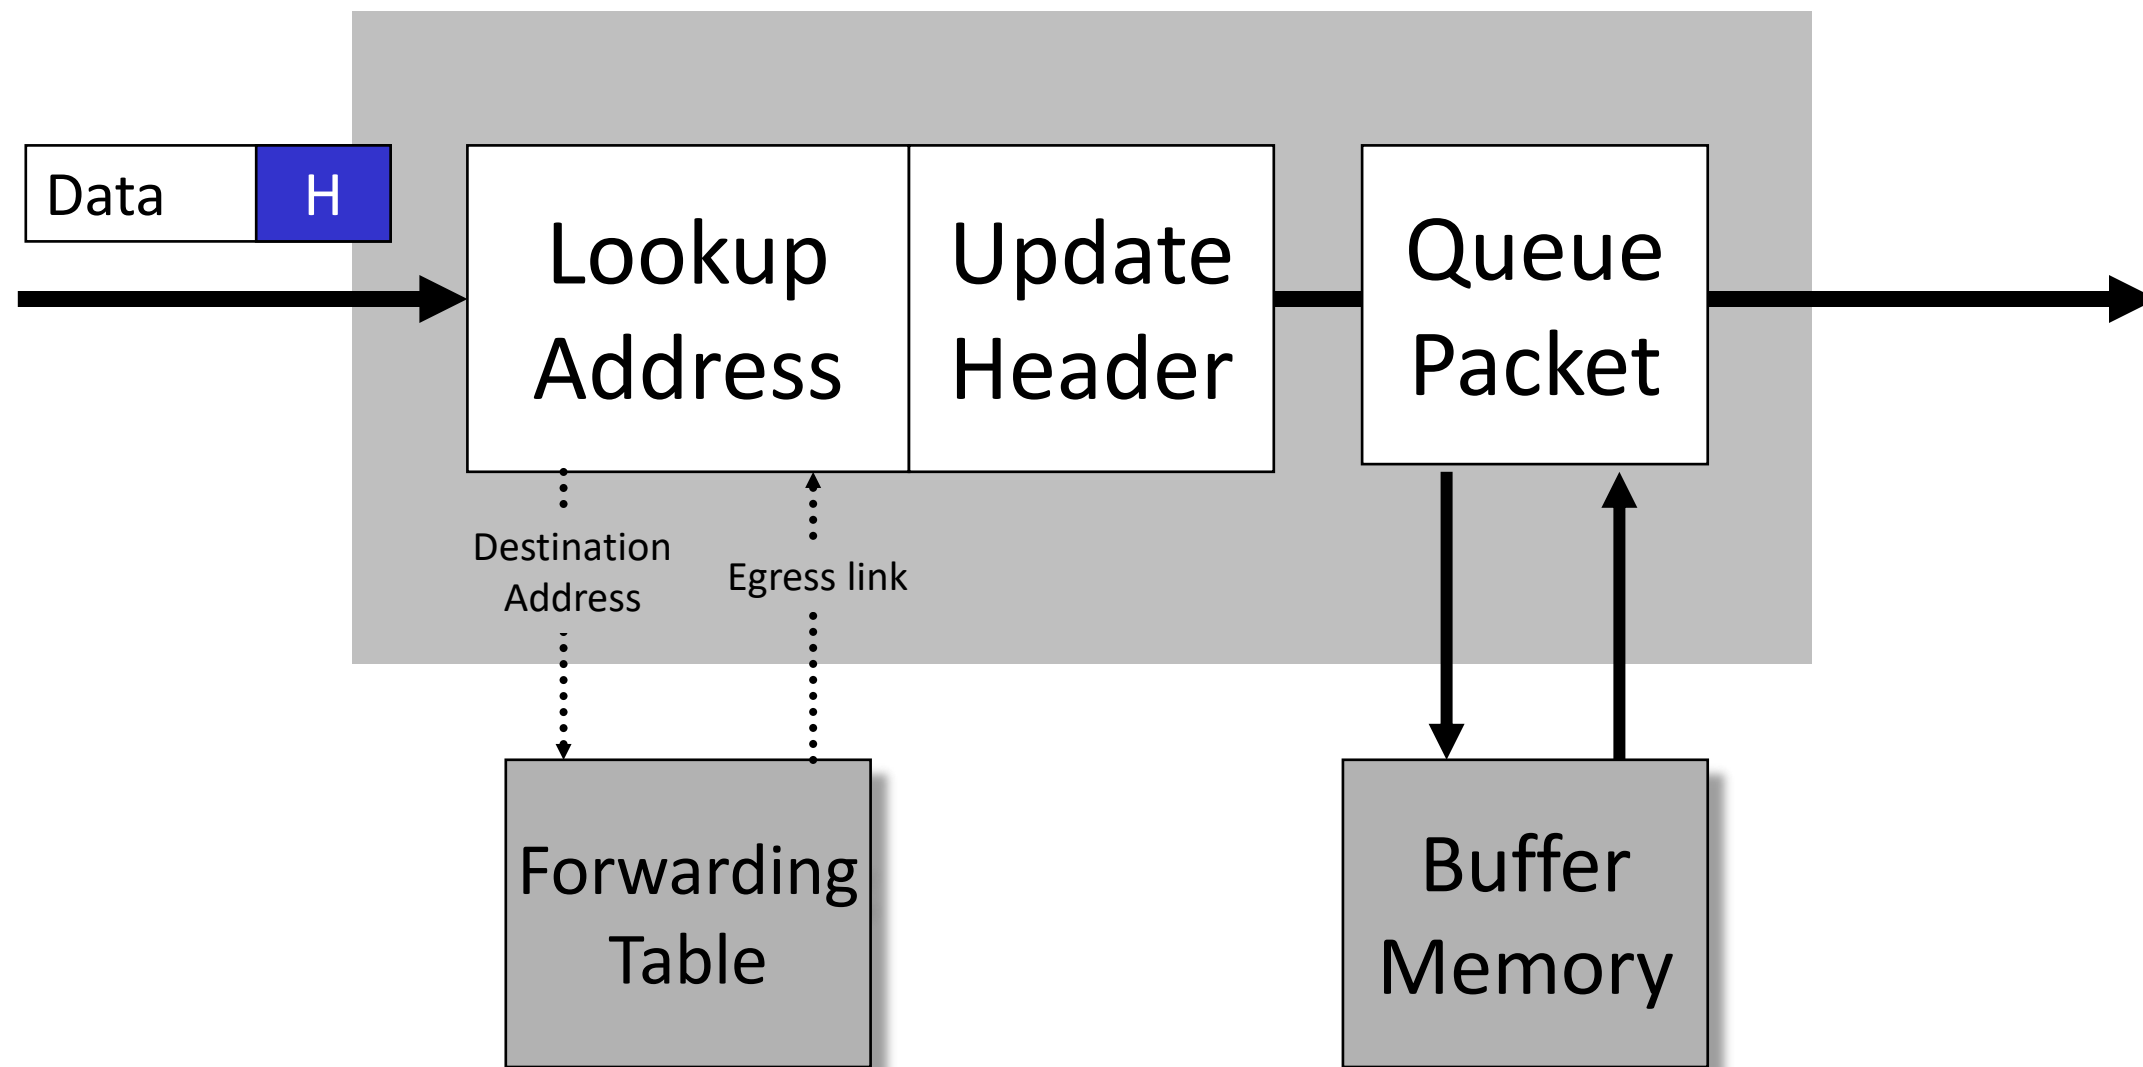 Data
H
Lookup
Address
Update
Header
Queue
Packet
Destination
Address
Egress link
Forwarding
Table
Buffer
Memory